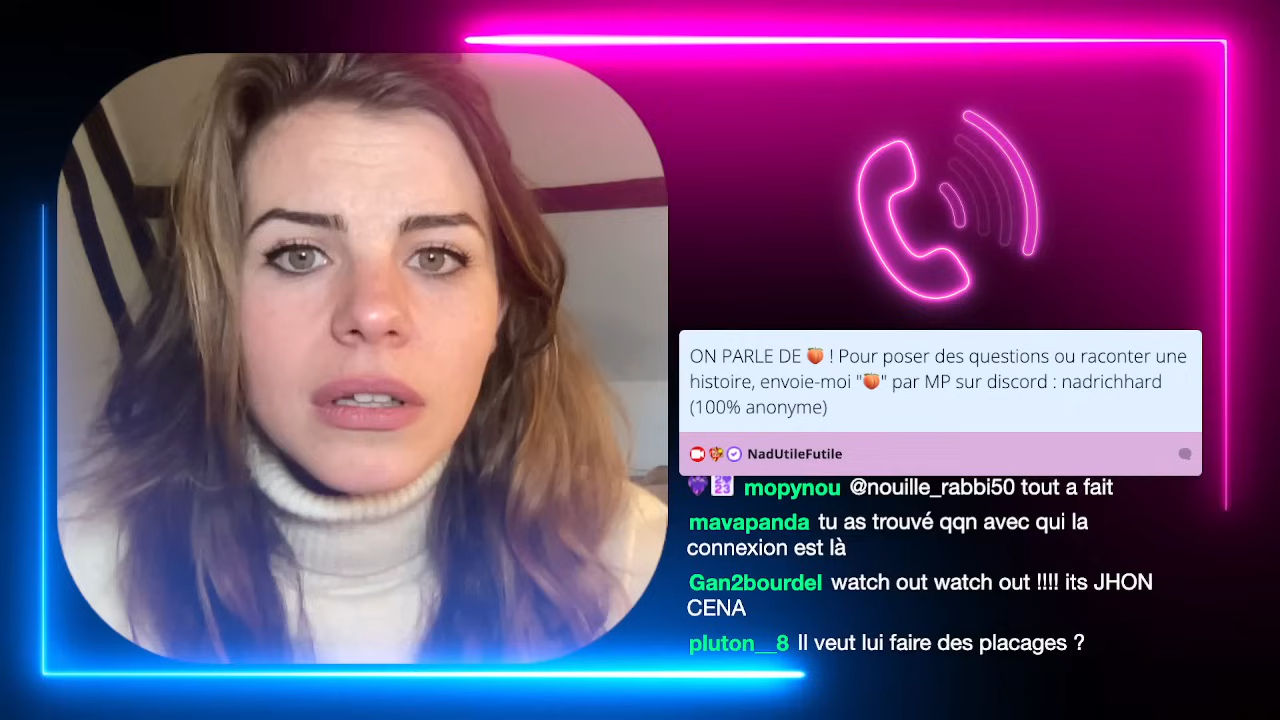 ON PARLE DE 🍑 ! Pour poser des questions ou raconter une
histoire, envoie-moi "🍑" par MP sur discord : nadrichhard
(100% anonyme)
NadUtileFutile
23 mopynou @nouille_rabbi50 tout a fait
mavapanda tu as trouvé qqn avec qui la
connexion est là
Gan2bourdel watch out watch out !!!! its JHON
CENA
pluton__8 Il veut lui faire des placages ?